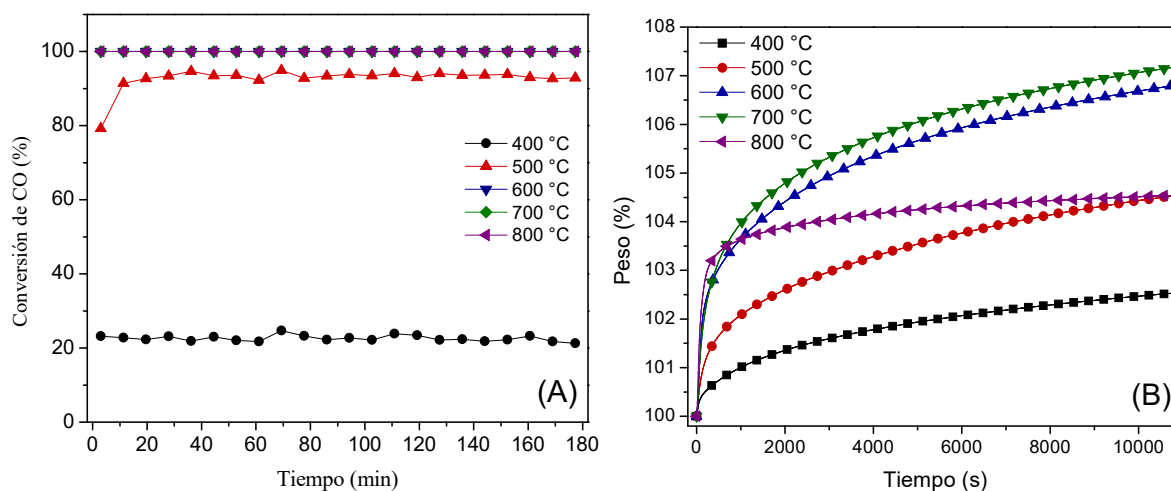 Conversión de CO (%)
100
80
60
40
20
0
400 °C
500 °C
600 °C
700 °C
800 °C
(A)
0 20 40 60 80 100 120 140 160 180
Tiempo (min)
Peso (%)
108
107
106
105
104
103
102
101
100
400 °C
500 °C
600 °C
700 °C
800 °C
(B)
0 2000 4000 6000 8000 10000
Tiempo (s)